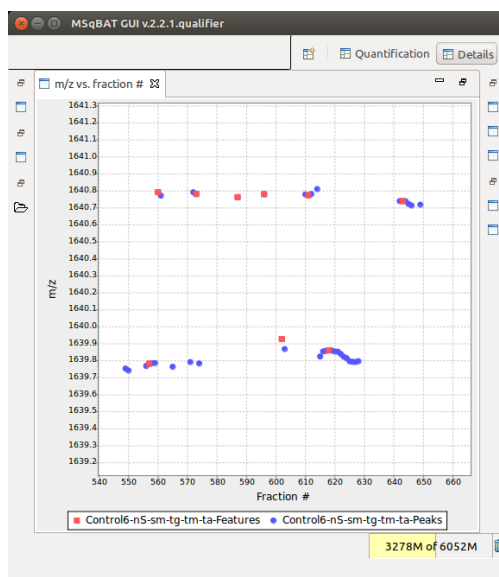 MSqBAT GUI v.2.2.1.qualifier
Quantification Details
m/z vs. fraction #
1641.3
1641.2
1641.1
1641.0
1640.9
1640.8
1640.7
1640.6
1640.5
1640.4
1640.3
1640.2
1640.1
1640.0
1639.9
1639.8
1639.7
1639.6
1639.5
1639.4
1639.3
1639.2
m/z
540 550 560 570 580 590 600 610 620 630 640 650 660
Fraction #
Control6-nS-sm-tg-tm-ta-Features Control6-nS-sm-tg-tm-ta-Peaks
3278M of 6052M